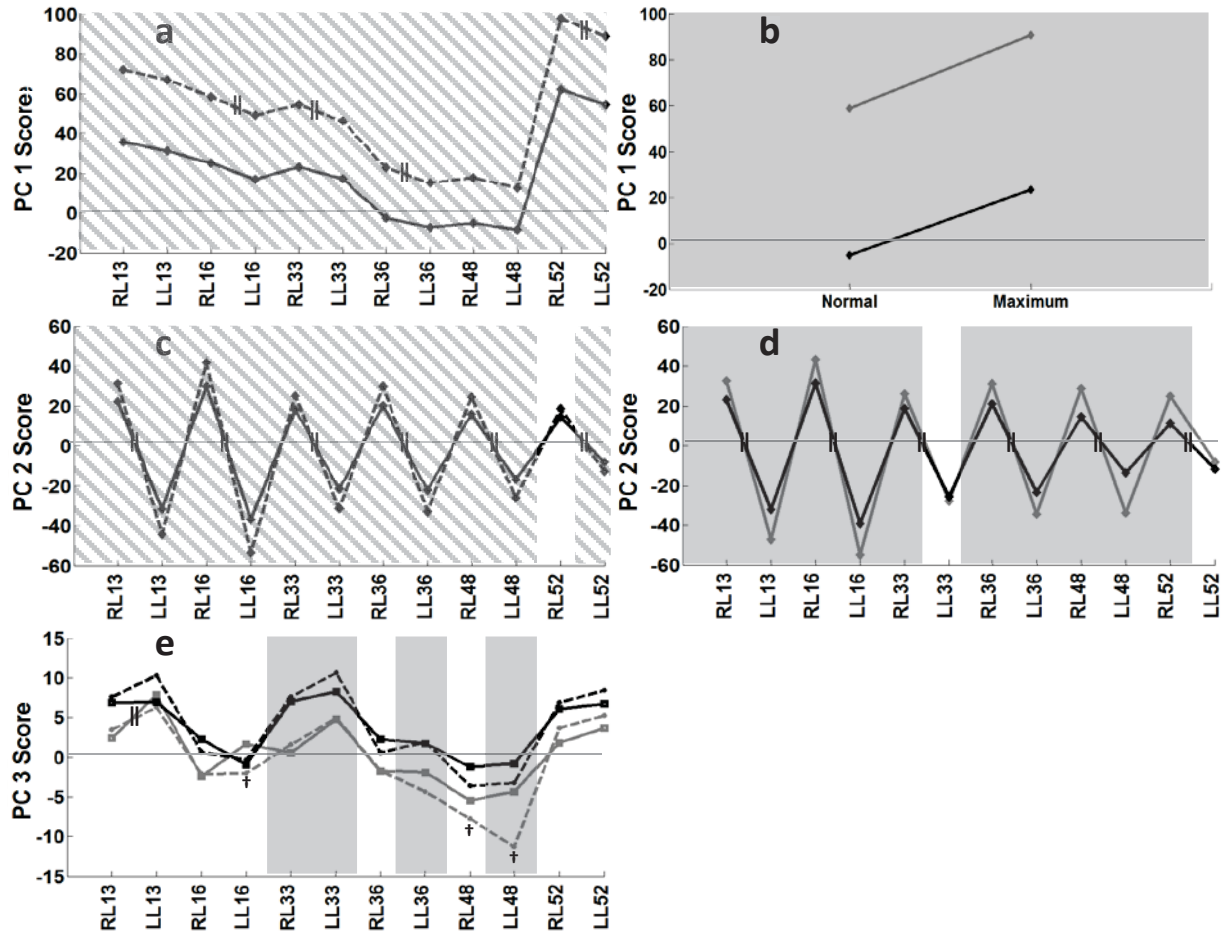 a
PC 1 Score
100
80
60
40
20
0
-20
RL13 LL13 RL16 LL16 RL33 LL33 RL36 LL36 RL48 LL48 RL52 LL52
b
PC 1 Score
100
80
60
40
20
0
-20
Normal Maximum
c
PC 2 Score
60
40
20
0
-20
-40
-60
RL13 LL13 RL16 LL16 RL33 LL33 RL36 LL36 RL48 LL48 RL52 LL52
d
PC 2 Score
60
40
20
0
-20
-40
-60
RL13 LL13 RL16 LL16 RL33 LL33 RL36 LL36 RL48 LL48 RL52 LL52
e
PC 3 Score
15
10
5
0
-5
-10
-15
† † †
RL13 LL13 RL16 LL16 RL33 LL33 RL36 LL36 RL48 LL48 RL52 LL52